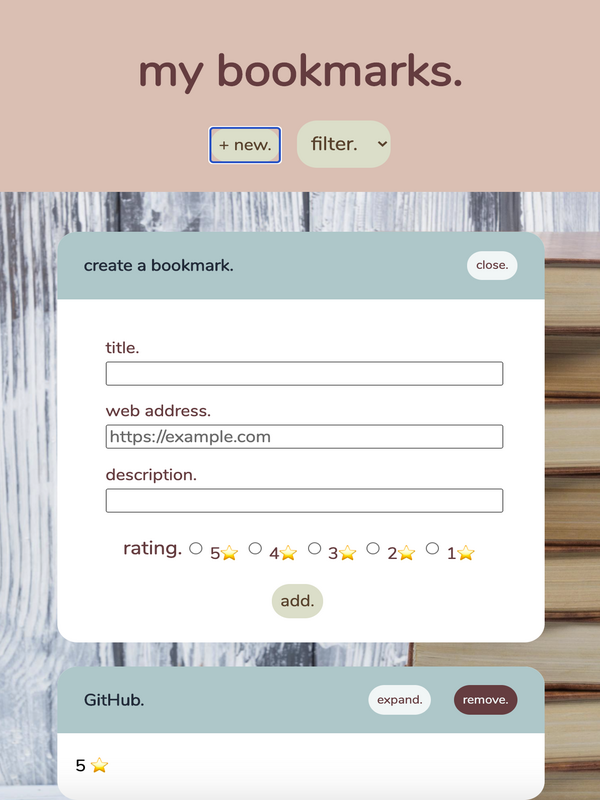 my bookmarks.
+ new. filter.
create a bookmark. close.
title.
web address.
https://example.com
description.
rating. 5⭐ 4⭐ 3⭐ 2⭐ 1⭐
add.
GitHub. expand. remove.
5 ⭐